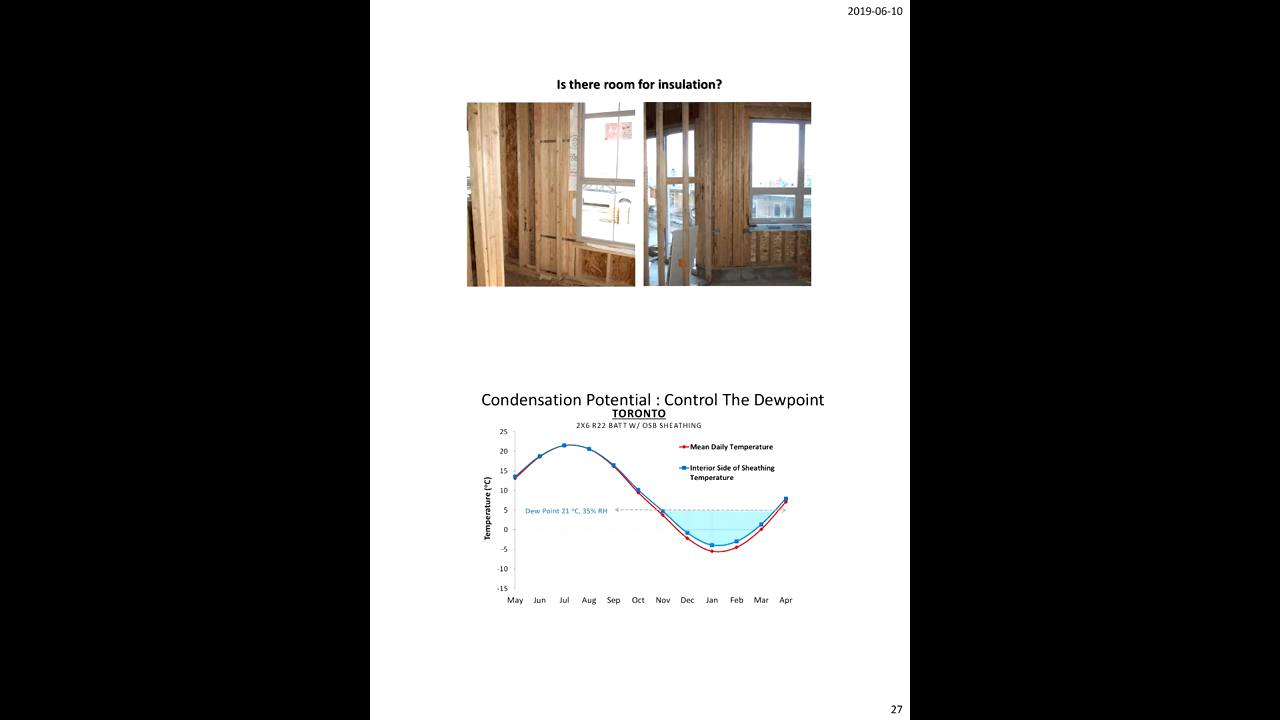 2019-06-10
Is there room for insulation?
Condensation Potential : Control The Dewpoint
TORONTO
2X6 R22 BATT W/ OSB SHEATHING
25
20
15
10
5
0
-5
-10
-15
Temperature (°C)
Mean Daily Temperature
Interior Side of Sheathing
Temperature
Dew Point 21 °C, 35% RH
May Jun Jul Aug Sep Oct Nov Dec Jan Feb Mar Apr
27